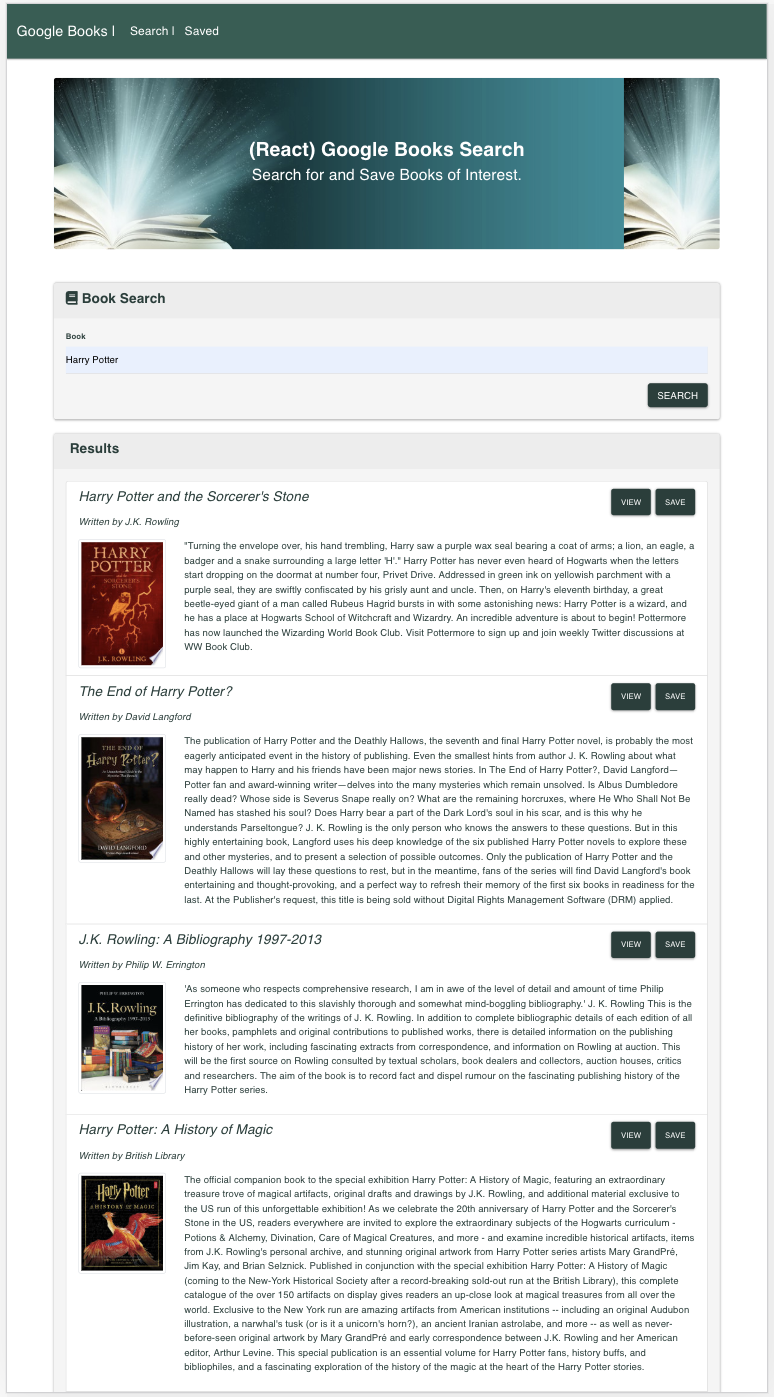 Google Books |
Search |
Saved
(React) Google Books Search
Search for and Save Books of Interest.
Book Search
Book
Harry Potter
SEARCH
Results
Harry Potter and the Sorcerer's Stone
VIEW
SAVE
Written by J.K. Rowling
HARRY
POTTER
and the
SORCERER'S
STONE
J.K. ROWLING
"Turning the envelope over, his hand trembling, Harry saw a purple wax seal bearing a coat of arms; a lion, an eagle, a
badger and a snake surrounding a large letter 'H'." Harry Potter has never even heard of Hogwarts when the letters
start dropping on the doormat at number four, Privet Drive. Addressed in green ink on yellowish parchment with a
purple seal, they are swiftly confiscated by his grisly aunt and uncle. Then, on Harry's eleventh birthday, a great
beetle-eyed giant of a man called Rubeus Hagrid bursts in with some astonishing news: Harry Potter is a wizard, and
he has a place at Hogwarts School of Witchcraft and Wizardry. An incredible adventure is about to begin! Pottermore
has now launched the Wizarding World Book Club. Visit Pottermore to sign up and join weekly Twitter discussions at
WW Book Club.
The End of Harry Potter?
VIEW
SAVE
Written by David Langford
THE END OF
Harry Potter?
DAVID LANGFORD
The publication of Harry Potter and the Deathly Hallows, the seventh and final Harry Potter novel, is probably the most
eagerly anticipated event in the history of publishing. Even the smallest hints from author J. K. Rowling about what
may happen to Harry and his friends have been major news stories. In The End of Harry Potter?, David Langford—
Potter fan and award-winning writer—delves into the many mysteries which remain unsolved. Is Albus Dumbledore
really dead? Whose side is Severus Snape really on? What are the remaining horcruxes, where He Who Shall Not Be
Named has stashed his soul? Does Harry bear a part of the Dark Lord's soul in his scar, and is this why he
understands Parseltongue? J. K. Rowling is the only person who knows the answers to these questions. But in this
highly entertaining book, Langford uses his deep knowledge of the six published Harry Potter novels to explore these
and other mysteries, and to present a selection of possible outcomes. Only the publication of Harry Potter and the
Deathly Hallows will lay these questions to rest, but in the meantime, fans of the series will find David Langford's book
entertaining and thought-provoking, and a perfect way to refresh their memory of the first six books in readiness for the
last. At the Publisher's request, this title is being sold without Digital Rights Management Software (DRM) applied.
J.K. Rowling: A Bibliography 1997-2013
VIEW
SAVE
Written by Philip W. Errington
PHILIP W. ERRINGTON
J.K.Rowling
A Bibliography 1997-2013
BLOOMSBURY
'As someone who respects comprehensive research, I am in awe of the level of detail and amount of time Philip
Errington has dedicated to this slavishly thorough and somewhat mind-boggling bibliography.' J. K. Rowling This is the
definitive bibliography of the writings of J. K. Rowling. In addition to complete bibliographic details of each edition of all
her books, pamphlets and original contributions to published works, there is detailed information on the publishing
history of her work, including fascinating extracts from correspondence, and information on Rowling at auction. This
will be the first source on Rowling consulted by textual scholars, book dealers and collectors, auction houses, critics
and researchers. The aim of the book is to record fact and dispel rumour on the fascinating publishing history of the
Harry Potter series.
Harry Potter: A History of Magic
VIEW
SAVE
Written by British Library
Harry Potter
A HISTORY OF MAGIC
The official companion book to the special exhibition Harry Potter: A History of Magic, featuring an extraordinary
treasure trove of magical artifacts, original drafts and drawings by J.K. Rowling, and additional material exclusive to
the US run of this unforgettable exhibition! As we celebrate the 20th anniversary of Harry Potter and the Sorcerer's
Stone in the US, readers everywhere are invited to explore the extraordinary subjects of the Hogwarts curriculum -
Potions & Alchemy, Divination, Care of Magical Creatures, and more - and examine incredible historical artifacts, items
from J.K. Rowling's personal archive, and stunning original artwork from Harry Potter series artists Mary GrandPré,
Jim Kay, and Brian Selznick. Published in conjunction with the special exhibition Harry Potter: A History of Magic
(coming to the New-York Historical Society after a record-breaking sold-out run at the British Library), this complete
catalogue of the over 150 artifacts on display gives readers an up-close look at magical treasures from all over the
world. Exclusive to the New York run are amazing artifacts from American institutions -- including an original Audubon
illustration, a narwhal's tusk (or is it a unicorn's horn?), an ancient Iranian astrolabe, and more -- as well as never-
before-seen original artwork by Mary GrandPré and early correspondence between J.K. Rowling and her American
editor, Arthur Levine. This special publication is an essential volume for Harry Potter fans, history buffs, and
bibliophiles, and a fascinating exploration of the history of the magic at the heart of the Harry Potter stories.